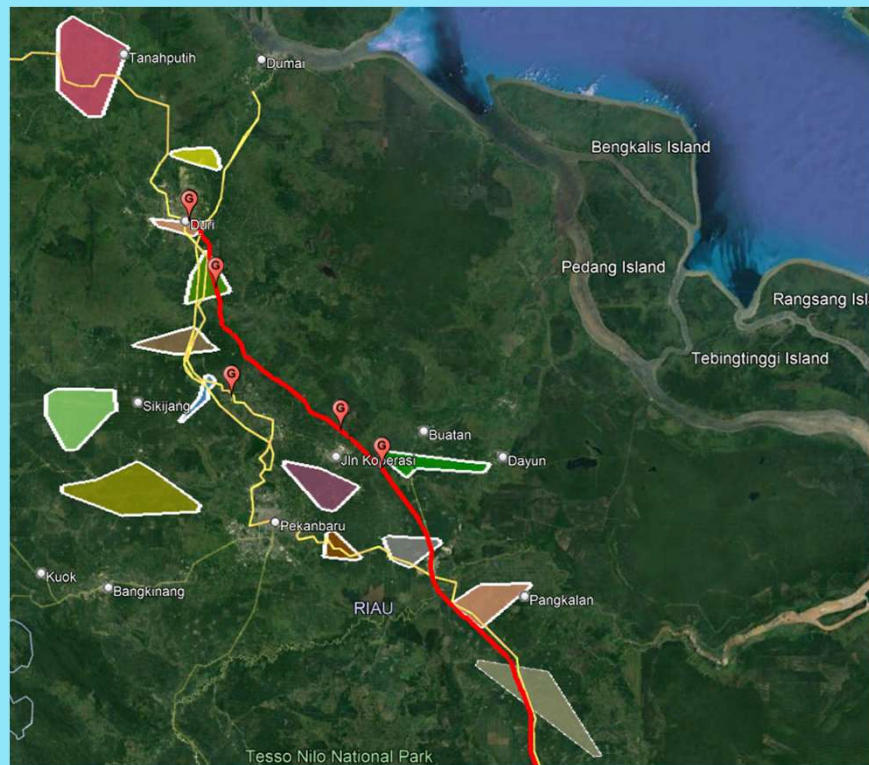 Tanahputih
Dumai
Bengkalis Island
G
Duri
Pedang Island
G
Rangsang Isl
Tebingtinggi Island
G
Sikijang
G
Buatan
G
Jln Koperasi
Dayun
Pekanbaru
Kuok
Bangkinang
Pangkalan
RIAU
Tesso Nilo National Park